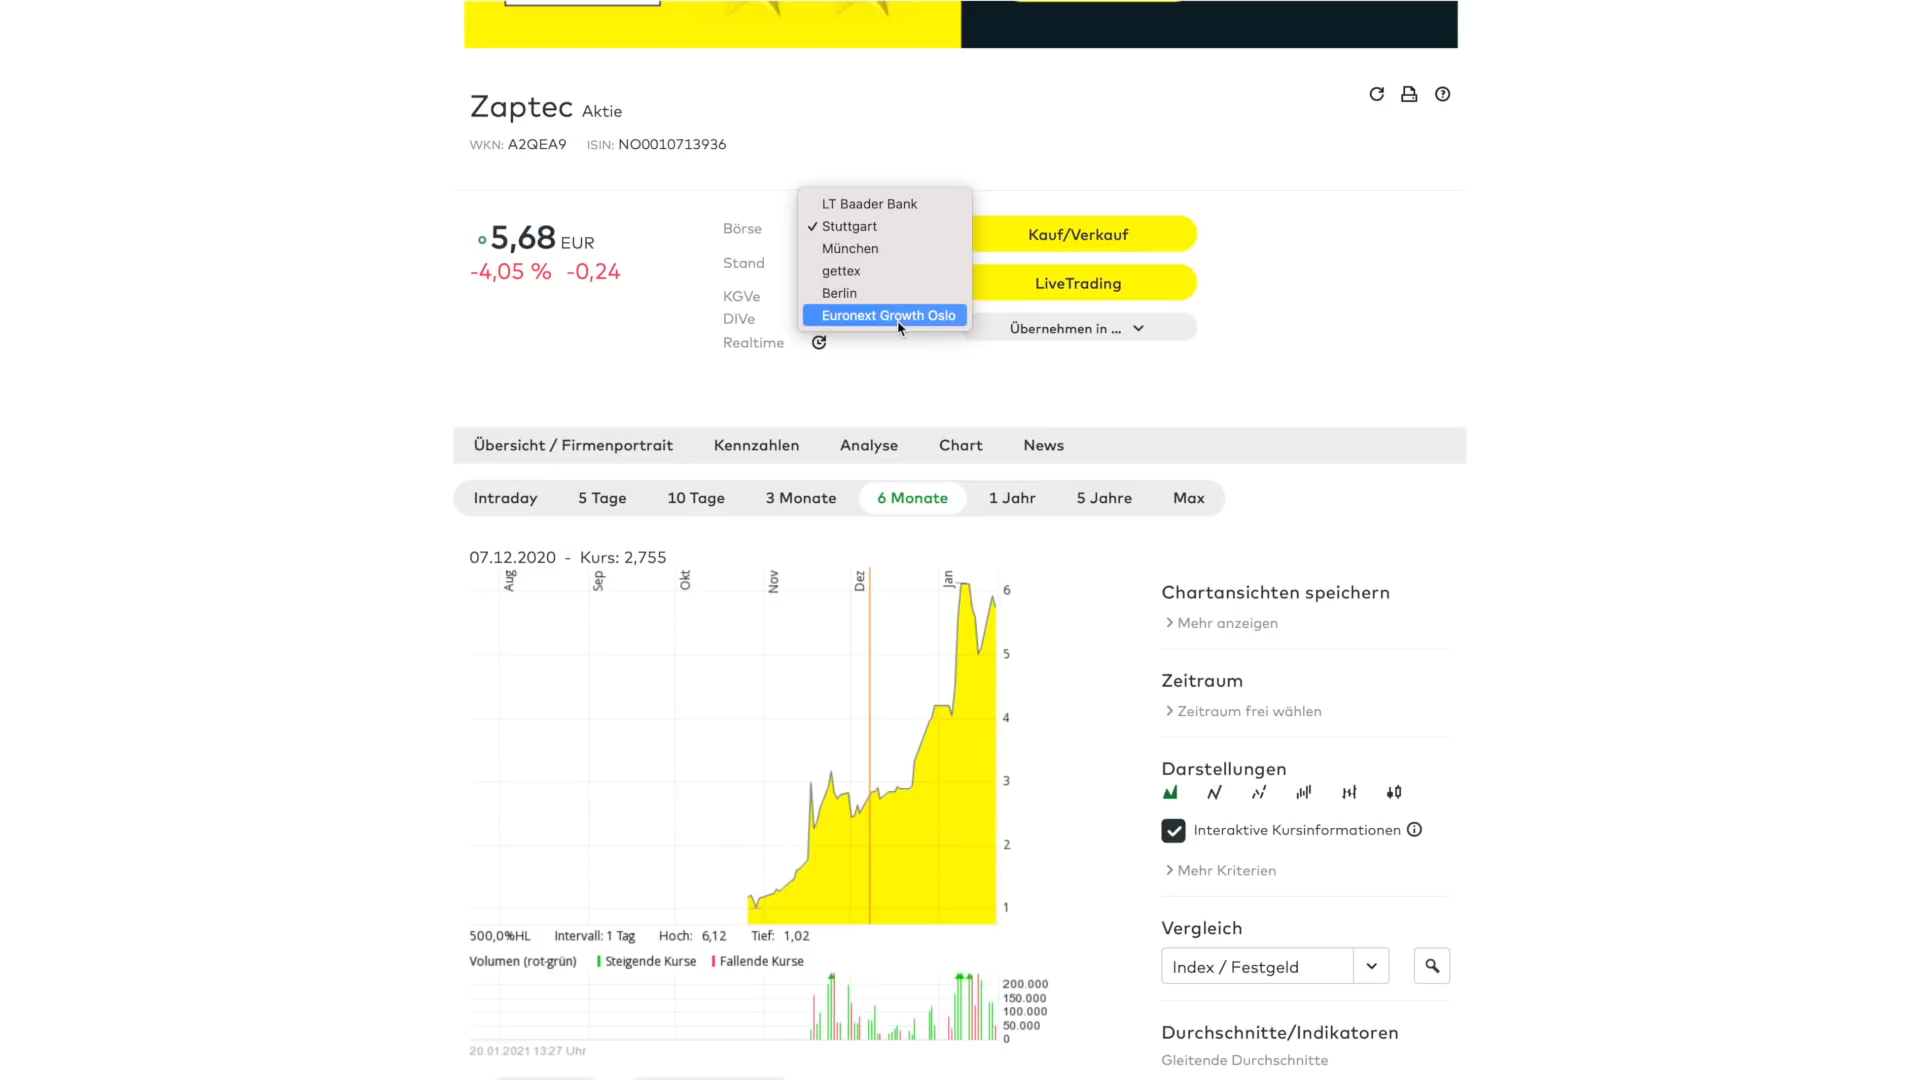 Zaptec Aktie
WKN: A2QEA9 ISIN: NO0010713936
5,68 EUR
-4,05 % -0,24
Börse
Stand
KGVe
DIVe
Realtime
LT Baader Bank
✓ Stuttgart
München
gettex
Berlin
Euronext Growth Oslo
Kauf/Verkauf
LiveTrading
Übernehmen in ...
Übersicht / Firmenportrait Kennzahlen Analyse Chart News
Intraday 5 Tage 10 Tage 3 Monate 6 Monate 1 Jahr 5 Jahre Max
07.12.2020 - Kurs: 2,755
Aug Sep Okt Nov Dez Jan
6
5
4
3
2
1
500,0%HL Intervall: 1 Tag Hoch: 6,12 Tief: 1,02
Volumen (rot-grün) Steigende Kurse Fallende Kurse
200.000
150.000
100.000
50.000
0
20.01.2021 13:27 Uhr
Chartansichten speichern
Mehr anzeigen
Zeitraum
Zeitraum frei wählen
Darstellungen
Interaktive Kursinformationen
Mehr Kriterien
Vergleich
Index / Festgeld
Durchschnitte/Indikatoren
Gleitende Durchschnitte